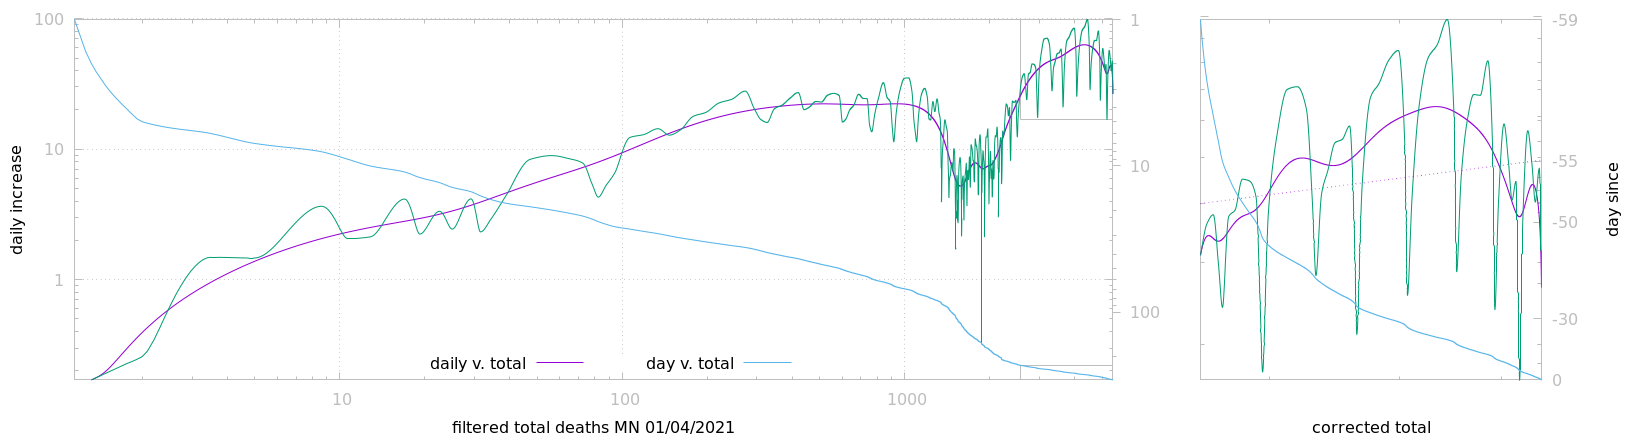 100
10
1
daily increase
daily v. total
day v. total
10
100
1000
filtered total deaths MN 01/04/2021
1
10
100
-59
-55
-50
-30
0
day since
corrected total